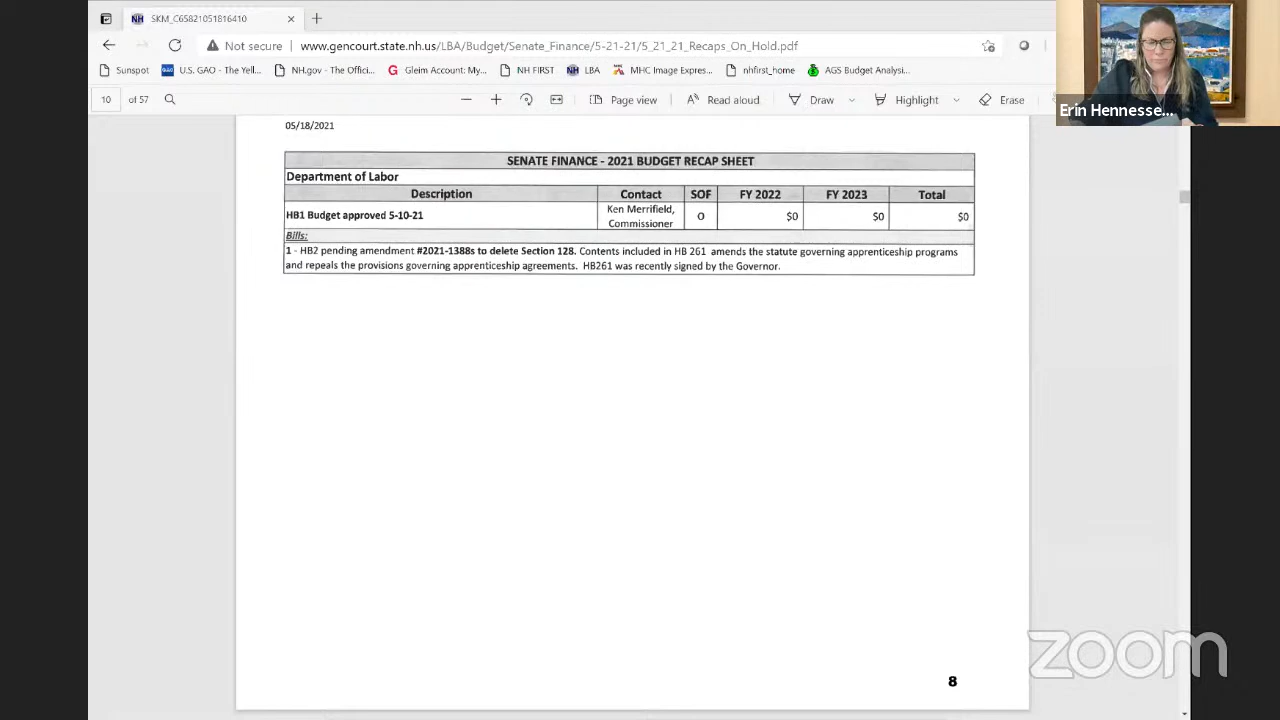 SKM_C65821051816410
Not secure | www.gencourt.state.nh.us/LBA/Budget/Senate_Finance/5-21-21/5_21_21_Recaps_On_Hold.pdf
Sunspot U.S. GAO - The Yell... NH.gov - The Offici... Gleim Account: My... NH FIRST LBA MHC Image Expres... nhfirst_home AGS Budget Analysi...
10 of 57 Page view Read aloud Draw Highlight Erase
Erin Hennesse...
05/18/2021
SENATE FINANCE - 2021 BUDGET RECAP SHEET
Department of Labor
Description Contact SOF FY 2022 FY 2023 Total
HB1 Budget approved 5-10-21 Ken Merrifield, Commissioner O $0 $0 $0
Bills:
1 - HB2 pending amendment #2021-1388s to delete Section 128. Contents included in HB 261 amends the statute governing apprenticeship programs
and repeals the provisions governing apprenticeship agreements. HB261 was recently signed by the Governor.
zoom
8